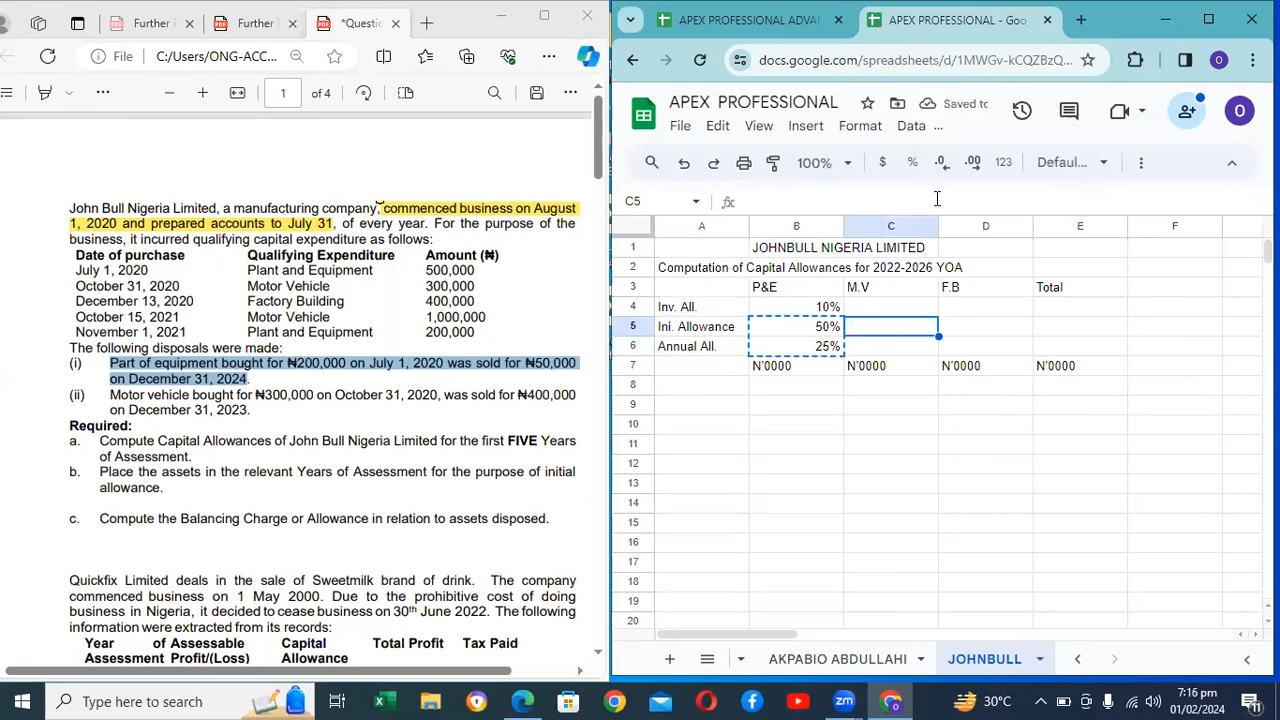 Further i
Further
*Questic
APEX PROFESSIONAL ADVA
APEX PROFESSIONAL - Goo
File
C:/Users/ONG-ACC...
docs.google.com/spreadsheets/d/1MWGv-kCQZBzQ...
1
of 4
APEX PROFESSIONAL
Saved to
File
Edit
View
Insert
Format
Data
...
O
100%
$
%
.0
.00
123
Defaul...
C5
fx
A
B
C
D
E
F
1
JOHNBULL NIGERIA LIMITED
2
Computation of Capital Allowances for 2022-2026 YOA
3
P&E
M.V
F.B
Total
4
Inv. All.
10%
5
Ini. Allowance
50%
6
Annual All.
25%
7
N'0000
N'0000
N'0000
N'0000
8
9
10
11
12
13
14
15
16
17
18
19
20
John Bull Nigeria Limited, a manufacturing company, commenced business on August
1, 2020 and prepared accounts to July 31, of every year. For the purpose of the
business, it incurred qualifying capital expenditure as follows:
Date of purchase Qualifying Expenditure Amount (₦)
July 1, 2020 Plant and Equipment 500,000
October 31, 2020 Motor Vehicle 300,000
December 13, 2020 Factory Building 400,000
October 15, 2021 Motor Vehicle 1,000,000
November 1, 2021 Plant and Equipment 200,000
The following disposals were made:
(i) Part of equipment bought for ₦200,000 on July 1, 2020 was sold for ₦50,000
on December 31, 2024.
(ii) Motor vehicle bought for ₦300,000 on October 31, 2020, was sold for ₦400,000
on December 31, 2023.
Required:
a. Compute Capital Allowances of John Bull Nigeria Limited for the first FIVE Years
of Assessment.
b. Place the assets in the relevant Years of Assessment for the purpose of initial
allowance.
c. Compute the Balancing Charge or Allowance in relation to assets disposed.
Quickfix Limited deals in the sale of Sweetmilk brand of drink. The company
commenced business on 1 May 2000. Due to the prohibitive cost of doing
business in Nigeria, it decided to cease business on 30th June 2022. The following
information were extracted from its records:
Year of Assessable Capital Total Profit Tax Paid
Assessment Profit/(Loss) Allowance
AKPABIO ABDULLAHI
JOHNBULL
Type here to search
zm
30°C
7:16 pm
01/02/2024